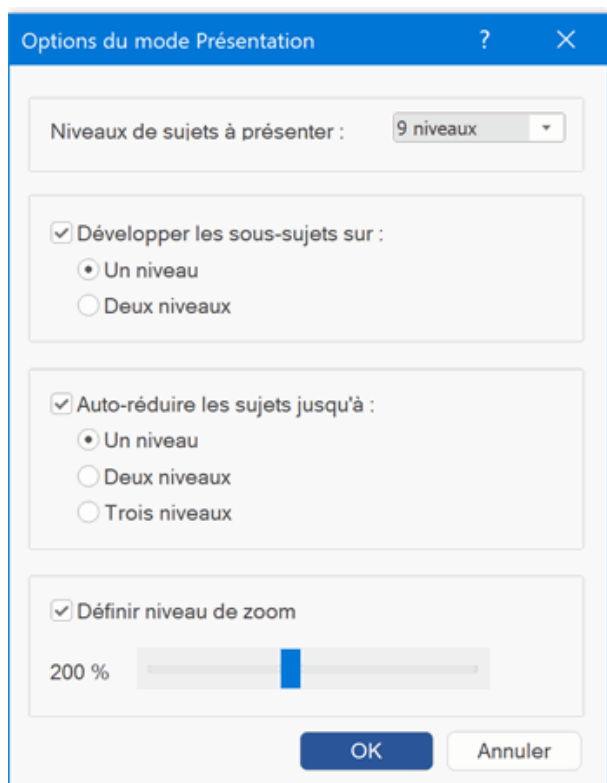 Options du mode Présentation ?
Niveaux de sujets à présenter : 9 niveaux
Développer les sous-sujets sur :
Un niveau
Deux niveaux
Auto-réduire les sujets jusqu'à :
Un niveau
Deux niveaux
Trois niveaux
Définir niveau de zoom
200 %
OK Annuler